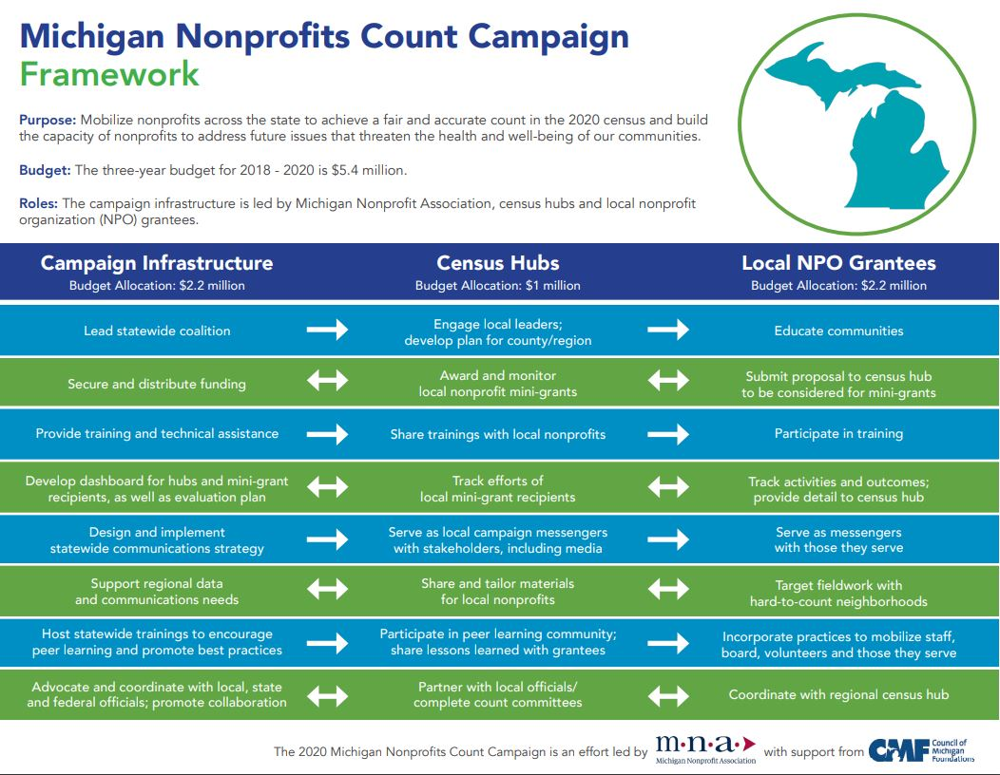 Michigan Nonprofits Count Campaign
Framework
Purpose: Mobilize nonprofits across the state to achieve a fair and accurate count in the 2020 census and build
the capacity of nonprofits to address future issues that threaten the health and well-being of our communities.
Budget: The three-year budget for 2018 - 2020 is $5.4 million.
Roles: The campaign infrastructure is led by Michigan Nonprofit Association, census hubs and local nonprofit
organization (NPO) grantees.
Campaign Infrastructure
Budget Allocation: $2.2 million
Census Hubs
Budget Allocation: $1 million
Local NPO Grantees
Budget Allocation: $2.2 million
Lead statewide coalition
Engage local leaders;
develop plan for county/region
Educate communities
Secure and distribute funding
Award and monitor
local nonprofit mini-grants
Submit proposal to census hub
to be considered for mini-grants
Provide training and technical assistance
Share trainings with local nonprofits
Participate in training
Develop dashboard for hubs and mini-grant
recipients, as well as evaluation plan
Track efforts of
local mini-grant recipients
Track activities and outcomes;
provide detail to census hub
Design and implement
statewide communications strategy
Serve as local campaign messengers
with stakeholders, including media
Serve as messengers
with those they serve
Support regional data
and communications needs
Share and tailor materials
for local nonprofits
Target fieldwork with
hard-to-count neighborhoods
Host statewide trainings to encourage
peer learning and promote best practices
Participate in peer learning community;
share lessons learned with grantees
Incorporate practices to mobilize staff,
board, volunteers and those they serve
Advocate and coordinate with local, state
and federal officials; promote collaboration
Partner with local officials/
complete count committees
Coordinate with regional census hub
The 2020 Michigan Nonprofits Count Campaign is an effort led by
m·n·a·
Michigan Nonprofit Association
with support from
CMF
Council of
Michigan
Foundations